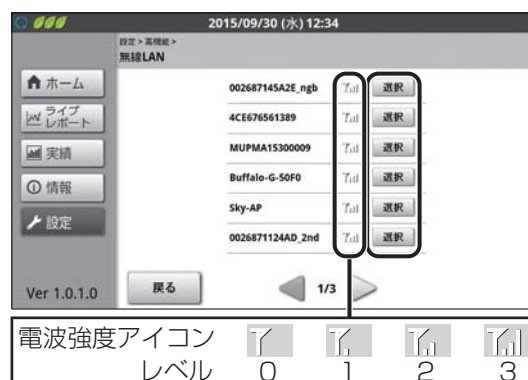 2015/09/30 (水) 12:34
設定 > 高機能 >
無線LAN
ホーム
ライブ
レポート
実績
情報
設定
Ver 1.0.1.0
002687145A2E_ngb 選択
4CE676561389 選択
MUPMA15300009 選択
Buffalo-G-50F0 選択
Sky-AP 選択
0026871124AD_2nd 選択
戻る 1/3
電波強度アイコン
レベル 0 1 2 3